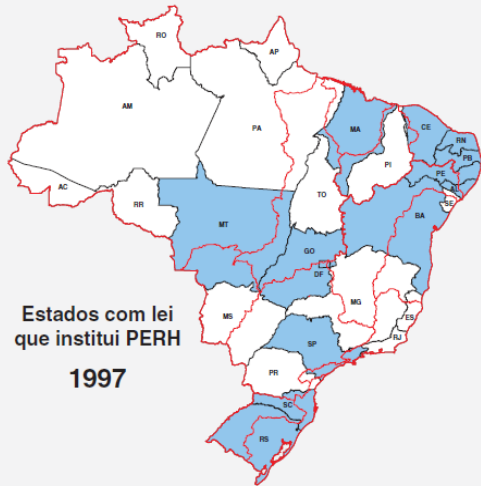 RO
AP
AM
PA
MA
CE
RN
PB
PI
PE
AL
SE
AC
RR
TO
BA
MT
GO
DF
MG
MS
ES
SP
RJ
PR
SC
RS
Estados com lei
que institui PERH
1997